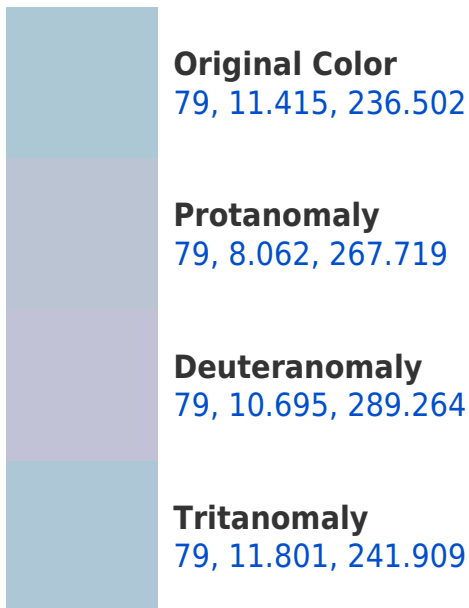 Original Color
79, 11.415, 236.502
Protanomaly
79, 8.062, 267.719
Deuteranomaly
79, 10.695, 289.264
Tritanomaly
79, 11.801, 241.909